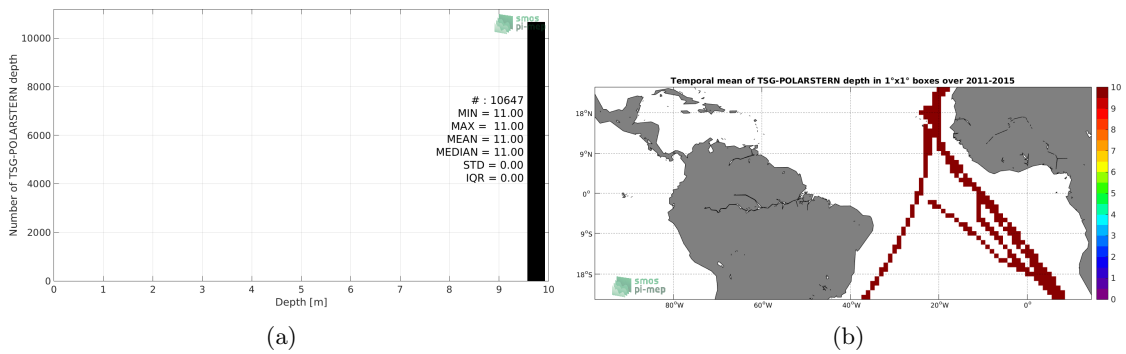 smos
pi-mep
Number of TSG-POLARSTERN depth
10000
8000
6000
4000
2000
0
# : 10647
MIN = 11.00
MAX = 11.00
MEAN = 11.00
MEDIAN = 11.00
STD = 0.00
IQR = 0.00
0 1 2 3 4 5 6 7 8 9 10
Depth [m]
(a)
Temporal mean of TSG-POLARSTERN depth in 1°x1° boxes over 2011-2015
18°N
9°N
0°
9°S
18°S
80°W 60°W 40°W 20°W 0°
10
9
8
7
6
5
4
3
2
1
0
smos
pi-mep
(b)